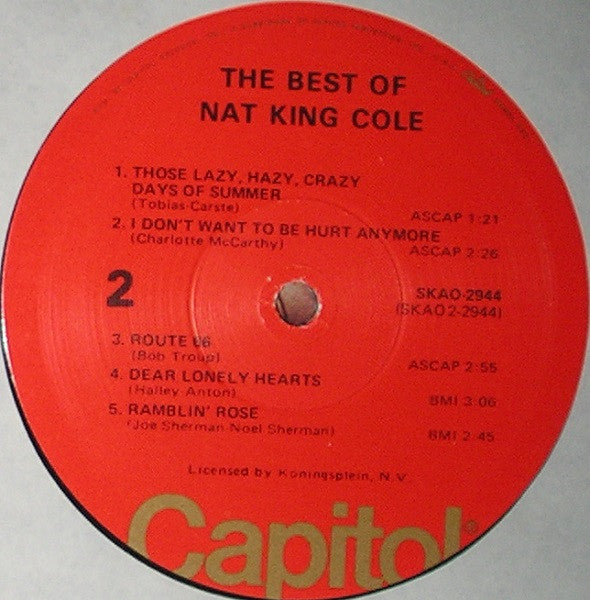 THE BEST OF
NAT KING COLE
1. THOSE LAZY, HAZY, CRAZY
DAYS OF SUMMER
(Tobias-Carste)
ASCAP 1:21
2. I DON'T WANT TO BE HURT ANYMORE
(Charlotte McCarthy)
ASCAP 2:26
2
SKAO-2944
(SKAO 2-2944)
3. ROUTE 66
(Bob Troup)
ASCAP 2:55
4. DEAR LONELY HEARTS
(Halley Anton)
BMI 3:06
5. RAMBLIN' ROSE
(Joe Sherman-Noel Sherman)
BMI 2:45
Licensed by Koningsplein, N.V.
Capitol®